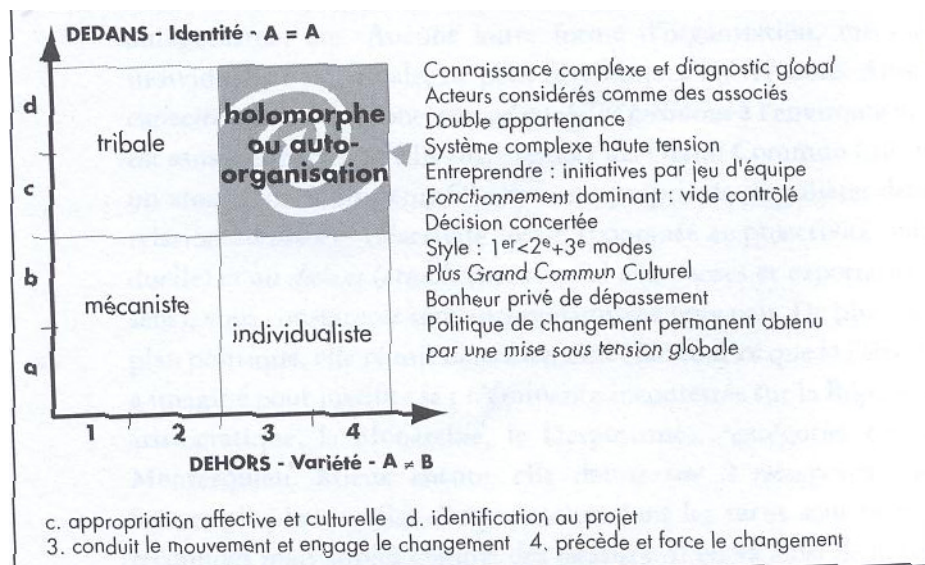 DEDANS - Identité - A = A
d
c
b
a
tribale
holomorphe
ou auto-
organisation
mécaniste
individualiste
1 2 3 4
DEHORS - Variété - A ≠ B
Connaissance complexe et diagnostic global
Acteurs considérés comme des associés
Double appartenance
Système complexe haute tension
Entreprendre : initiatives par jeu d'équipe
Fonctionnement dominant : vide contrôlé
Décision concertée
Style : 1er<2e+3e modes
Plus Grand Commun Culturel
Bonheur privé de dépassement
Politique de changement permanent obtenu
par une mise sous tension globale
c. appropriation affective et culturelle d. identification au projet
3. conduit le mouvement et engage le changement 4, précède et force le changement